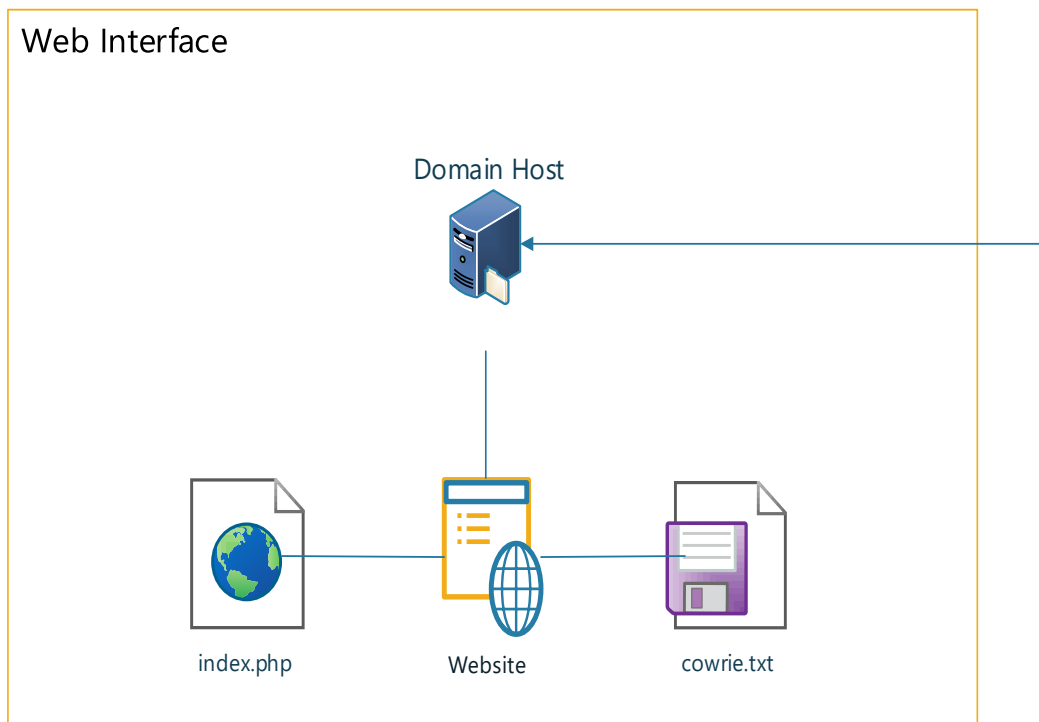 Web Interface
Domain Host
index.php
Website
cowrie.txt